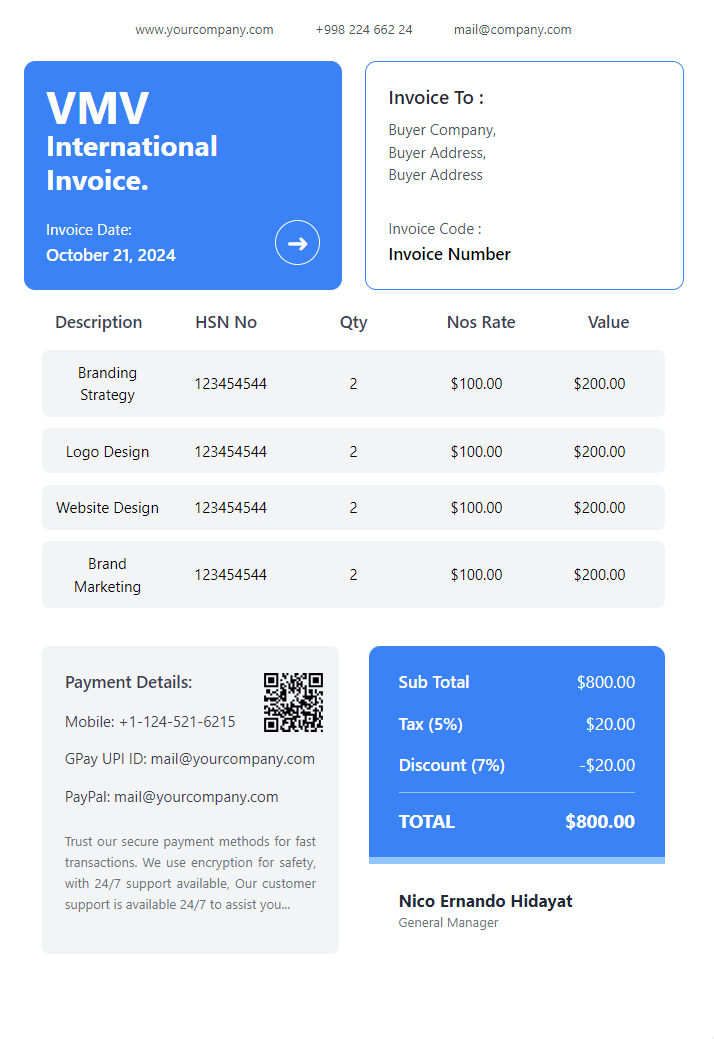 www.yourcompany.com +998 224 662 24 mail@company.com
VMV
International
Invoice.
Invoice Date:
October 21, 2024
Invoice To :
Buyer Company,
Buyer Address,
Buyer Address
Invoice Code :
Invoice Number
Description HSN No Qty Nos Rate Value
Branding
Strategy
123454544 2 $100.00 $200.00
Logo Design 123454544 2 $100.00 $200.00
Website Design 123454544 2 $100.00 $200.00
Brand
Marketing
123454544 2 $100.00 $200.00
Payment Details:
Mobile: +1-124-521-6215
GPay UPI ID: mail@yourcompany.com
PayPal: mail@yourcompany.com
Trust our secure payment methods for fast
transactions. We use encryption for safety,
with 24/7 support available, Our customer
support is available 24/7 to assist you...
Sub Total $800.00
Tax (5%) $20.00
Discount (7%) -$20.00
TOTAL $800.00
Nico Ernando Hidayat
General Manager